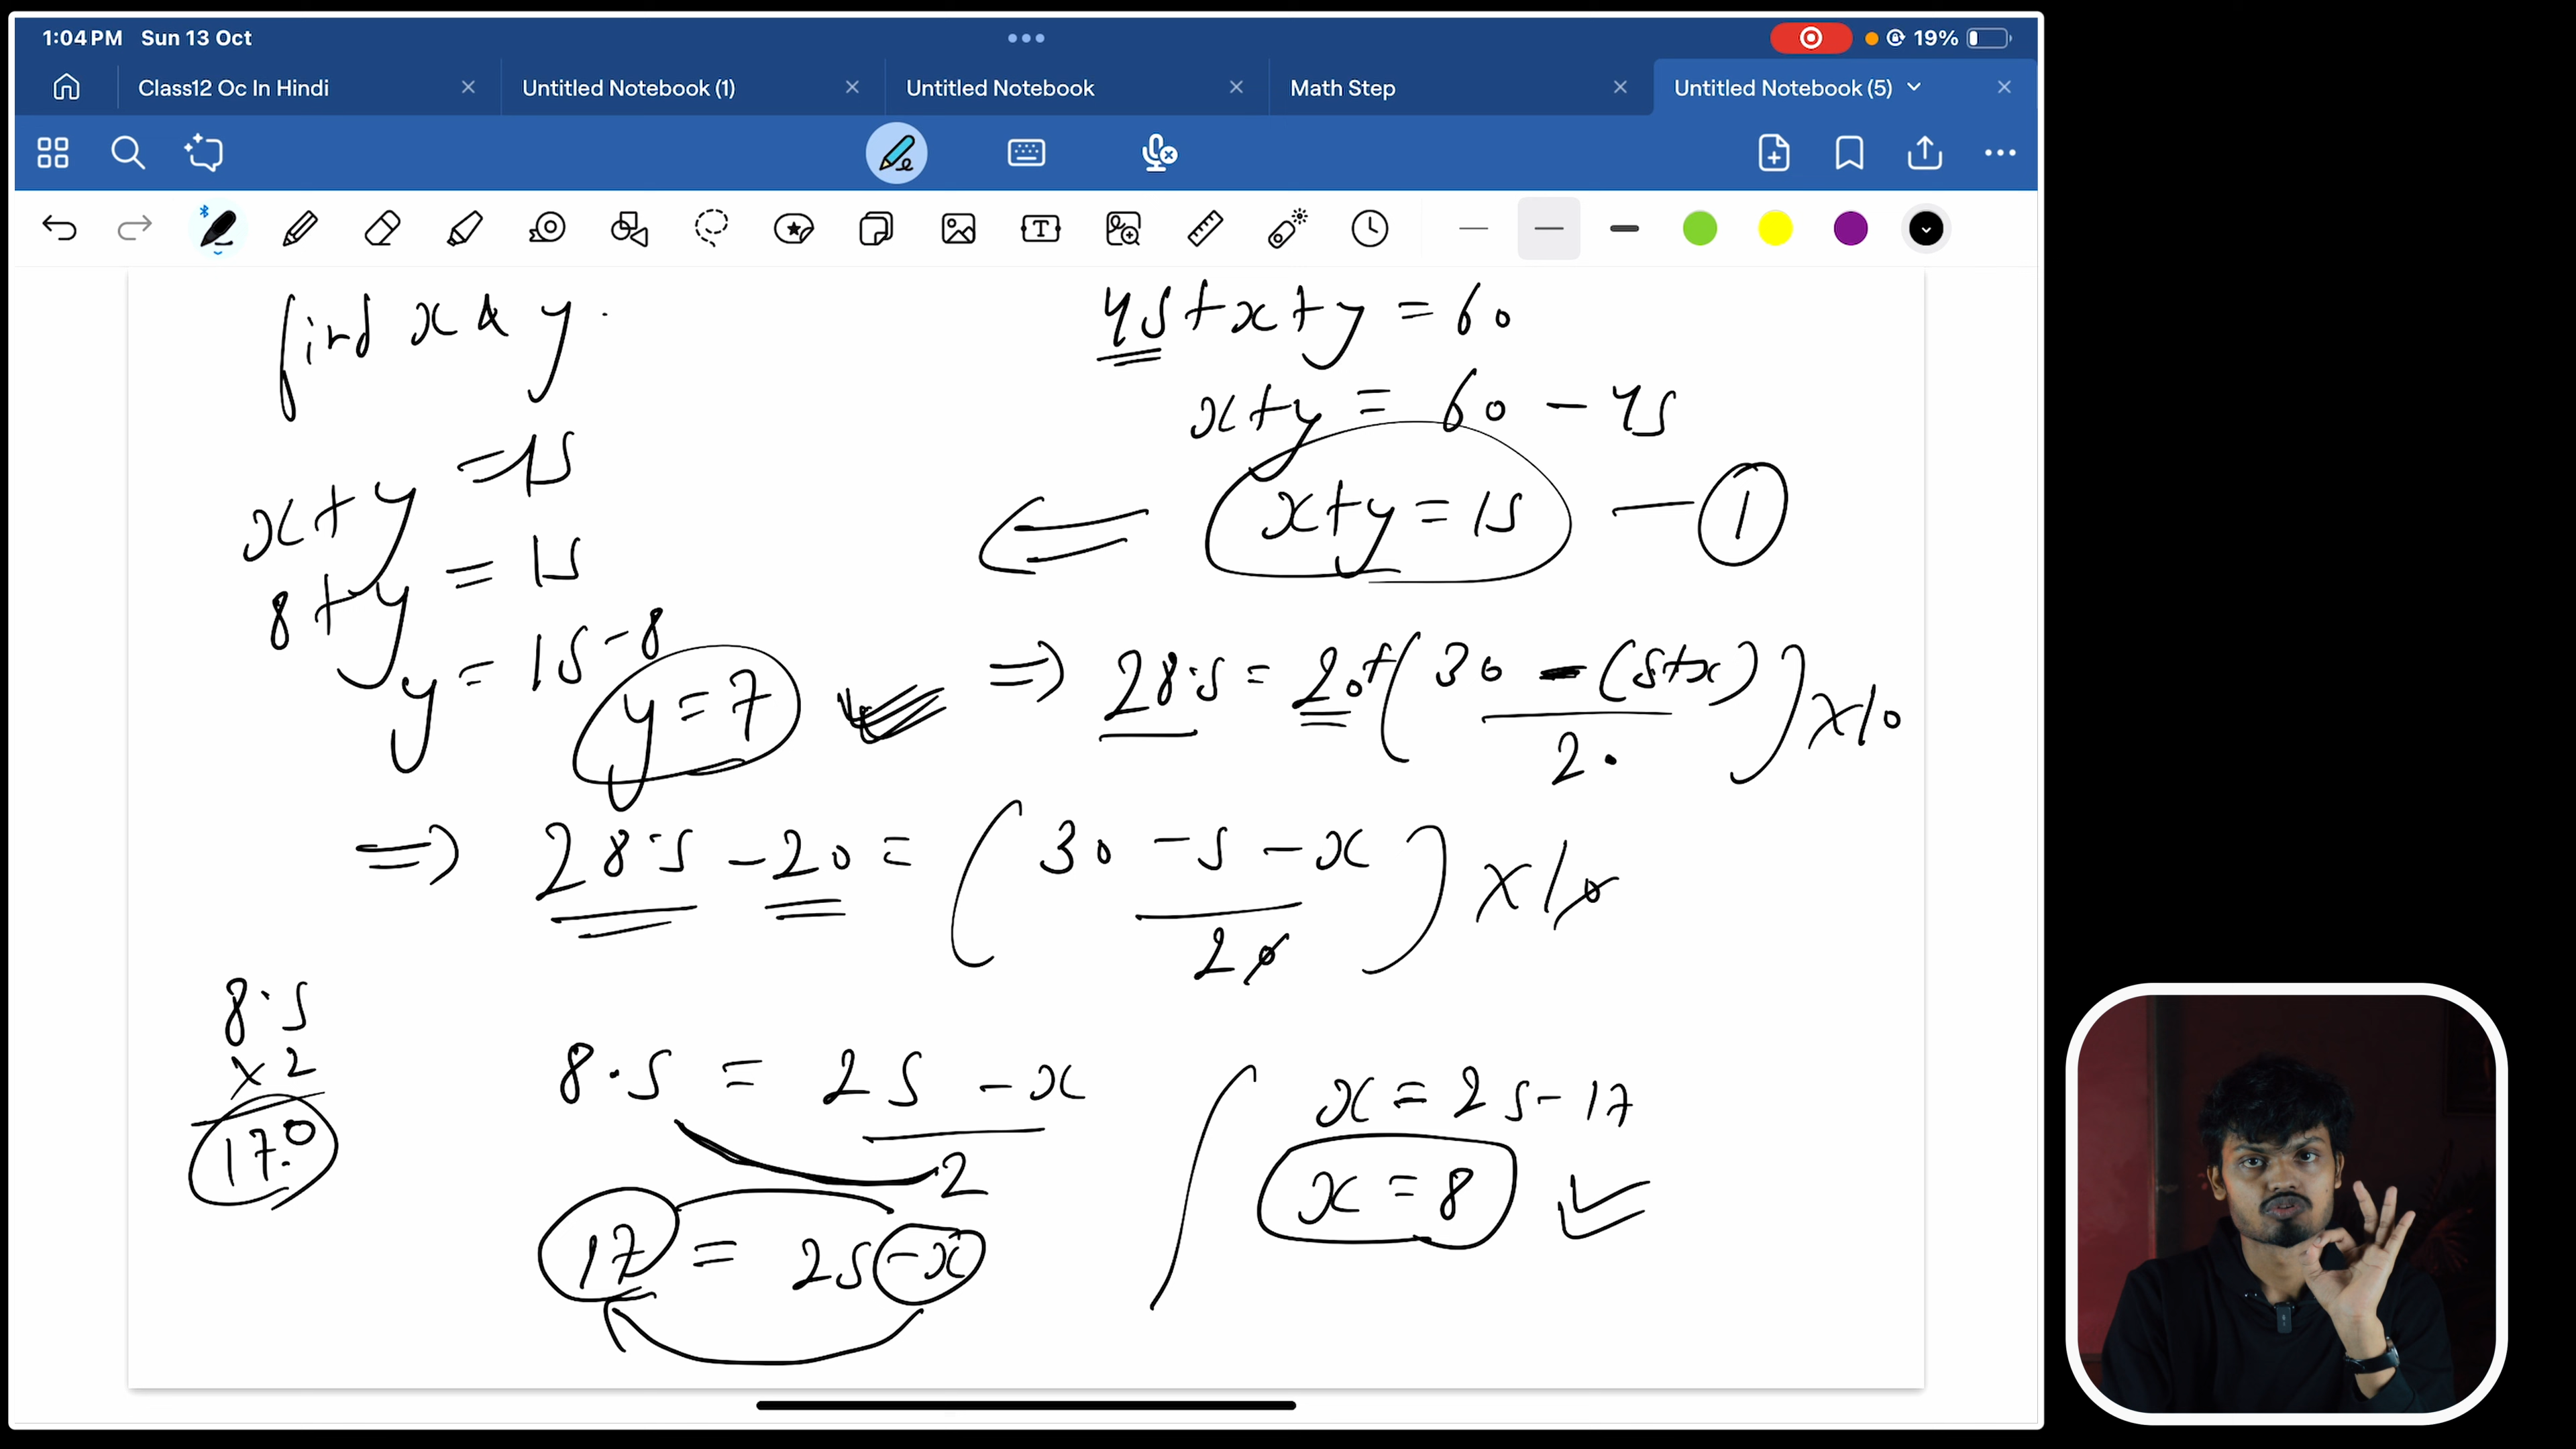 1:04 PM Sun 13 Oct
19%
Class12 Oc In Hindi
Untitled Notebook (1)
Untitled Notebook
Math Step
Untitled Notebook (5)
find x & y.
x+y =15
8+y = 15
y = 15-8
y = 7
45+x+y = 60
x+y = 60 - 45
x+y = 15 — 1
=> 28.5 = 20+(30 - (5+x)/20) x10
=> 28.5 - 20 = (30 - 5 - x/20) x10
8.5
x 2
17.0
8.5 = 25 - x/2
17 = 25 - x
x = 25 - 17
x = 8